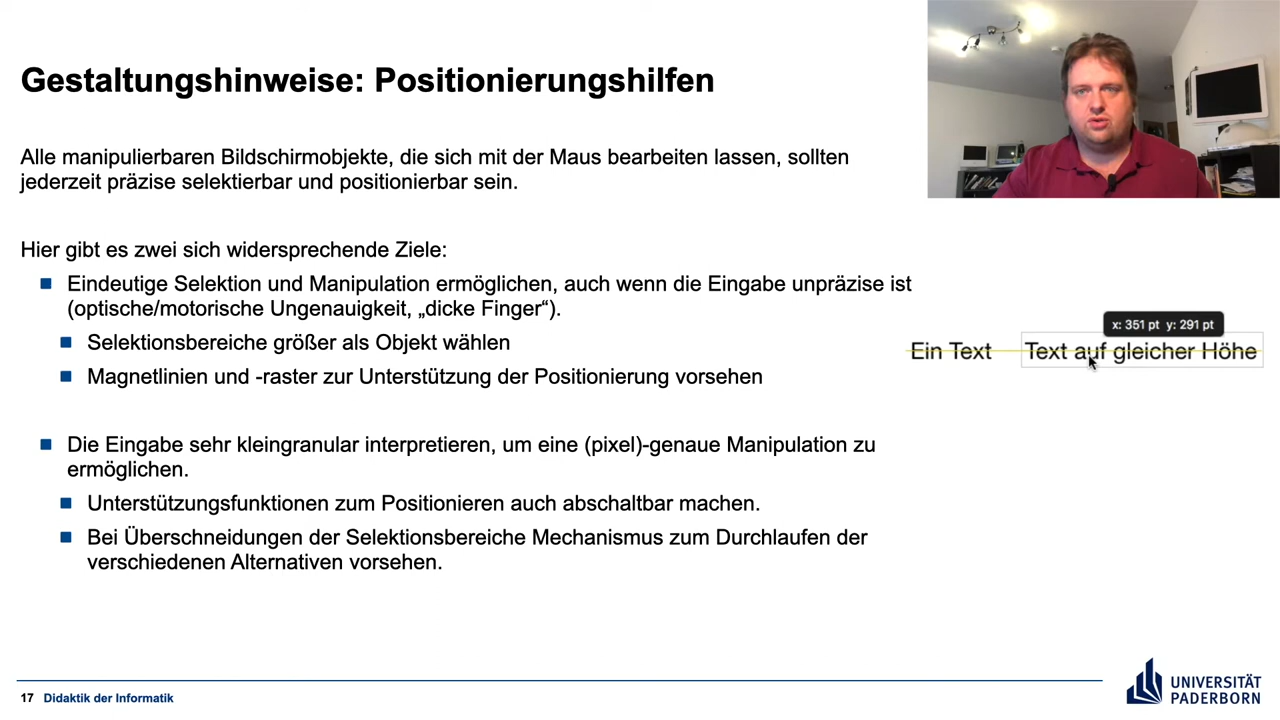 Gestaltungshinweise: Positionierungshilfen
Alle manipulierbaren Bildschirmobjekte, die sich mit der Maus bearbeiten lassen, sollten
jederzeit präzise selektierbar und positionierbar sein.
Hier gibt es zwei sich widersprechende Ziele:
Eindeutige Selektion und Manipulation ermöglichen, auch wenn die Eingabe unpräzise ist
(optische/motorische Ungenauigkeit, „dicke Finger“).
Selektionsbereiche größer als Objekt wählen
Magnetlinien und -raster zur Unterstützung der Positionierung vorsehen
x: 351 pt y: 291 pt
Ein Text Text auf gleicher Höhe
Die Eingabe sehr kleingranular interpretieren, um eine (pixel)-genaue Manipulation zu
ermöglichen.
Unterstützungsfunktionen zum Positionieren auch abschaltbar machen.
Bei Überschneidungen der Selektionsbereiche Mechanismus zum Durchlaufen der
verschiedenen Alternativen vorsehen.
17 Didaktik der Informatik
UNIVERSITÄT
PADERBORN